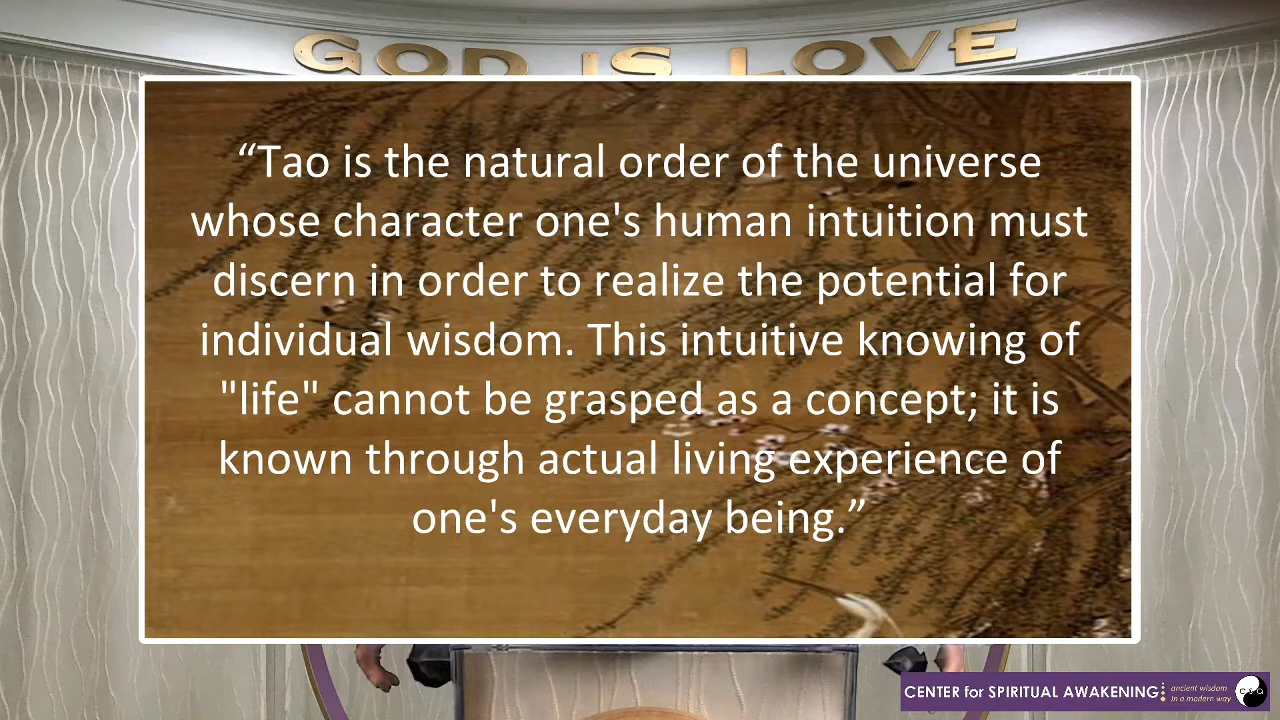 GOD IS LOVE
“Tao is the natural order of the universe
whose character one's human intuition must
discern in order to realize the potential for
individual wisdom. This intuitive knowing of
"life" cannot be grasped as a concept; it is
known through actual living experience of
one's everyday being.”
CENTER for SPIRITUAL AWAKENING
ancient wisdom
in a modern way